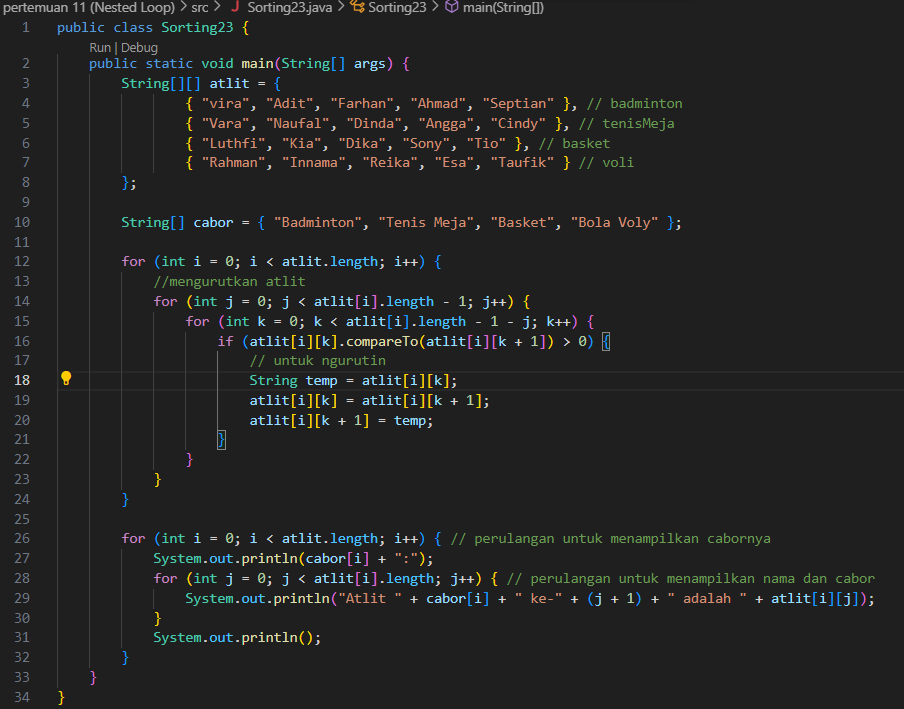 pertemuan 11 (Nested Loop) > src > J Sorting23.java > Sorting23 > main(String[])
1 public class Sorting23 {
Run | Debug
2 public static void main(String[] args) {
3 String[][] atlit = {
4 { "vira", "Adit", "Farhan", "Ahmad", "Septian" }, // badminton
5 { "Vara", "Naufal", "Dinda", "Angga", "Cindy" }, // tenisMeja
6 { "Luthfi", "Kia", "Dika", "Sony", "Tio" }, // basket
7 { "Rahman", "Innama", "Reika", "Esa", "Taufik" } // voli
8 };
9
10 String[] cabor = { "Badminton", "Tenis Meja", "Basket", "Bola Voly" };
11
12 for (int i = 0; i < atlit.length; i++) {
13 //mengurutkan atlit
14 for (int j = 0; j < atlit[i].length - 1; j++) {
15 for (int k = 0; k < atlit[i].length - 1 - j; k++) {
16 if (atlit[i][k].compareTo(atlit[i][k + 1]) > 0) {
17 // untuk ngurutin
18 String temp = atlit[i][k];
19 atlit[i][k] = atlit[i][k + 1];
20 atlit[i][k + 1] = temp;
21 }
22 }
23 }
24 }
25
26 for (int i = 0; i < atlit.length; i++) { // perulangan untuk menampilkan cabornya
27 System.out.println(cabor[i] + ":");
28 for (int j = 0; j < atlit[i].length; j++) { // perulangan untuk menampilkan nama dan cabor
29 System.out.println("Atlit " + cabor[i] + " ke-" + (j + 1) + " adalah " + atlit[i][j]);
30 }
31 System.out.println();
32 }
33 }
34 }